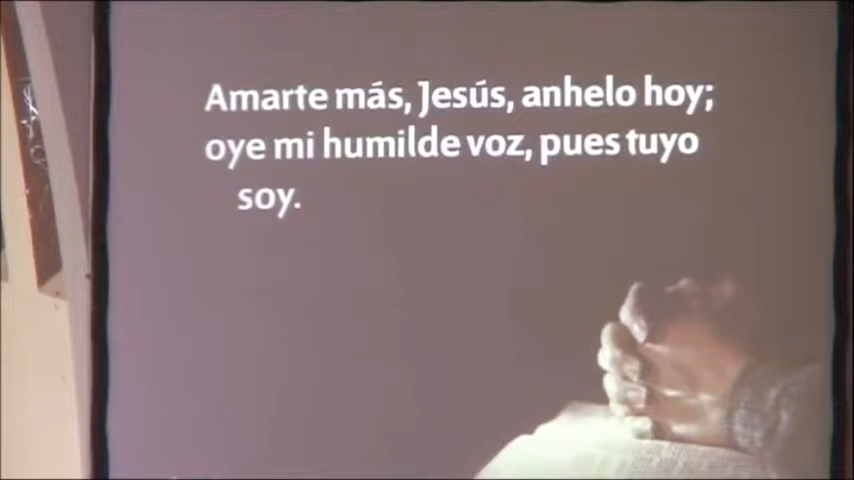 Amarte más, Jesús, anhelo hoy;
oye mi humilde voz, pues tuyo
soy.